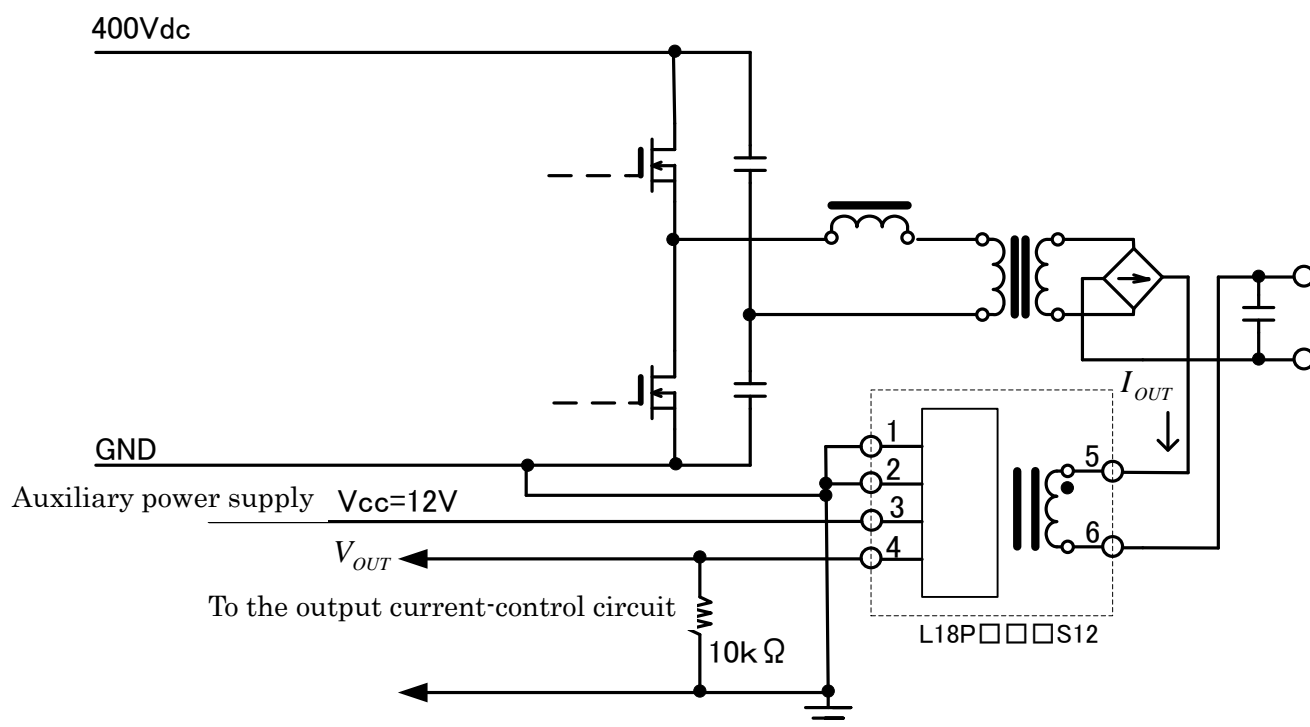 400Vdc
I_OUT
GND
1
2
3
4
5
6
Auxiliary power supply Vcc=12V
V_OUT
To the output current-control circuit
10kΩ
L18P□□□S12